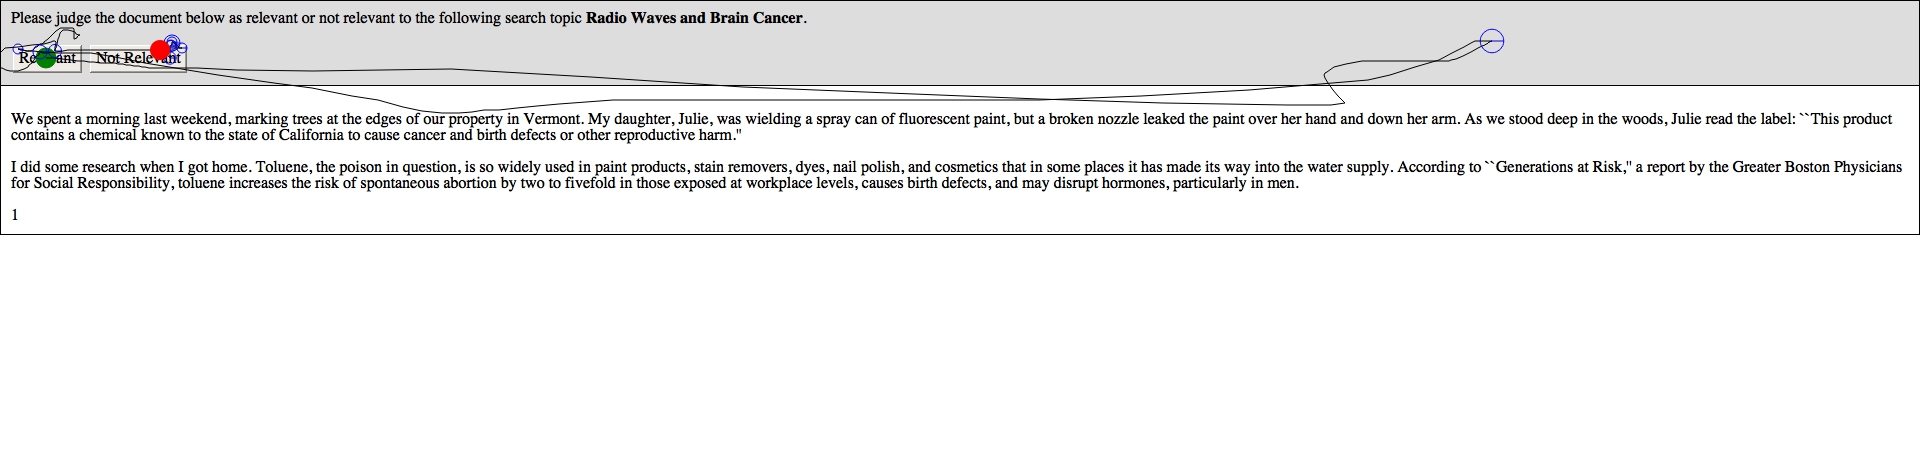 Please judge the document below as relevant or not relevant to the following search topic Radio Waves and Brain Cancer.
Relevant Not Relevant
We spent a morning last weekend, marking trees at the edges of our property in Vermont. My daughter, Julie, was wielding a spray can of fluorescent paint, but a broken nozzle leaked the paint over her hand and down her arm. As we stood deep in the woods, Julie read the label: ``This product
contains a chemical known to the state of California to cause cancer and birth defects or other reproductive harm.''
I did some research when I got home. Toluene, the poison in question, is so widely used in paint products, stain removers, dyes, nail polish, and cosmetics that in some places it has made its way into the water supply. According to ``Generations at Risk,'' a report by the Greater Boston Physicians
for Social Responsibility, toluene increases the risk of spontaneous abortion by two to fivefold in those exposed at workplace levels, causes birth defects, and may disrupt hormones, particularly in men.
1